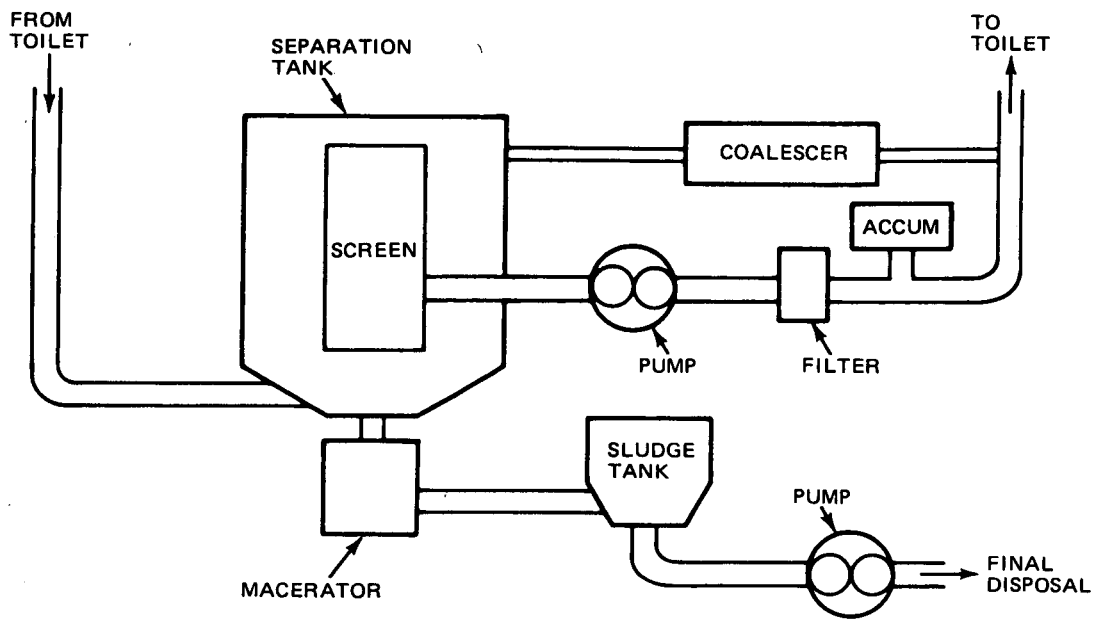 FROM
TOILET
TO
TOILET
SEPARATION
TANK
COALESCER
ACCUM
SCREEN
PUMP
FILTER
SLUDGE
TANK
PUMP
MACERATOR
FINAL
DISPOSAL